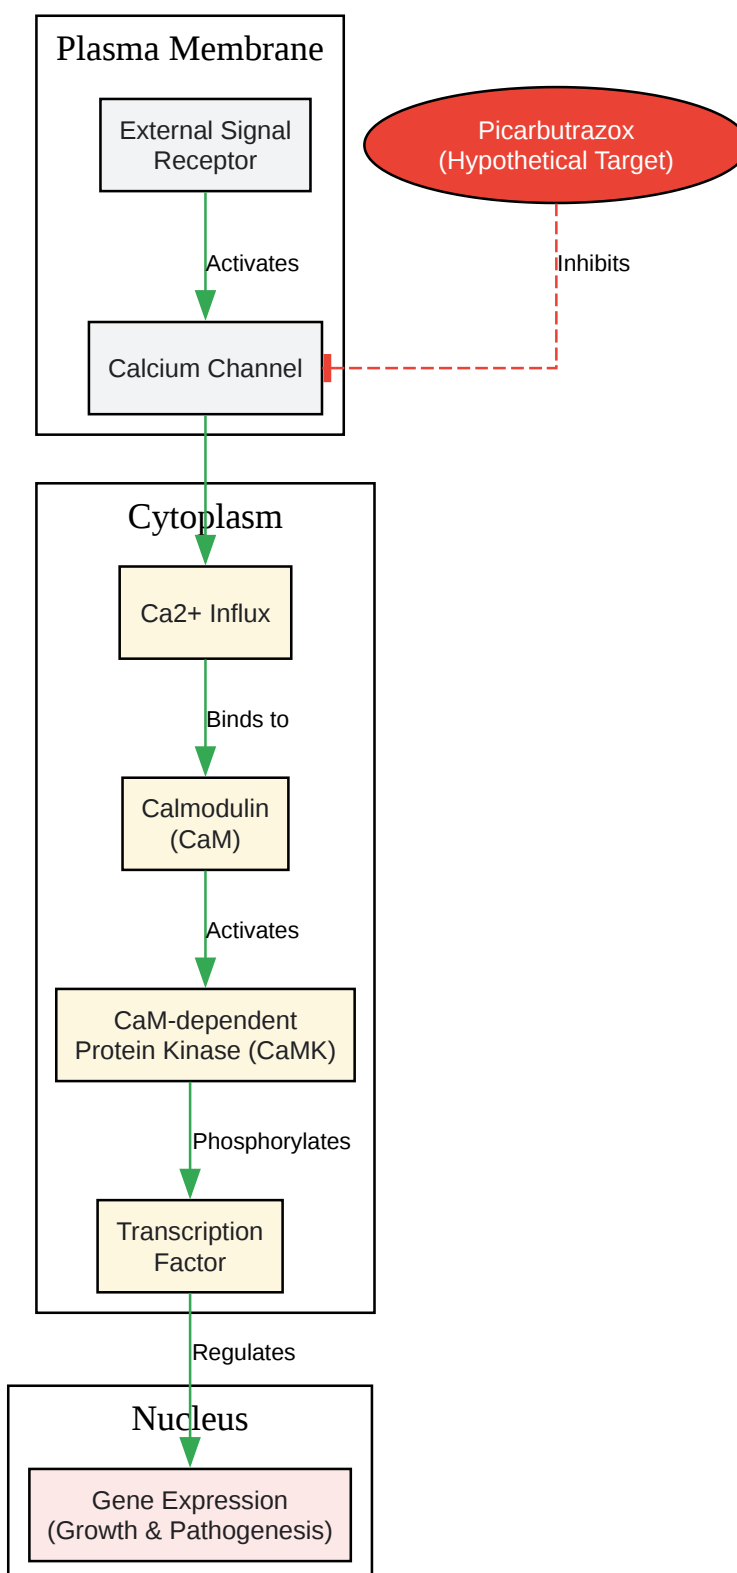 Plasma Membrane
External Signal
Receptor
Picarbutrazox
(Hypothetical Target)
Activates
Inhibits
Calcium Channel
Cytoplasm
Ca2+ Influx
Binds to
Calmodulin
(CaM)
Activates
CaM-dependent
Protein Kinase (CaMK)
Phosphorylates
Transcription
Factor
Regulates
Nucleus
Gene Expression
(Growth & Pathogenesis)